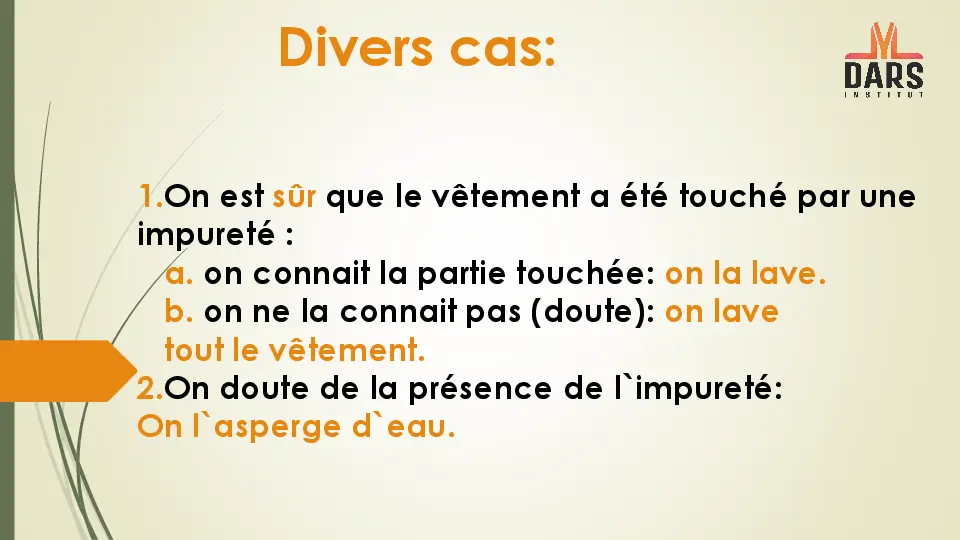 Divers cas:
DARS
INSTITUT
1.On est sûr que le vêtement a été touché par une
impureté :
a. on connait la partie touchée: on la lave.
b. on ne la connait pas (doute): on lave
tout le vêtement.
2.On doute de la présence de l`impureté:
On l`asperge d`eau.